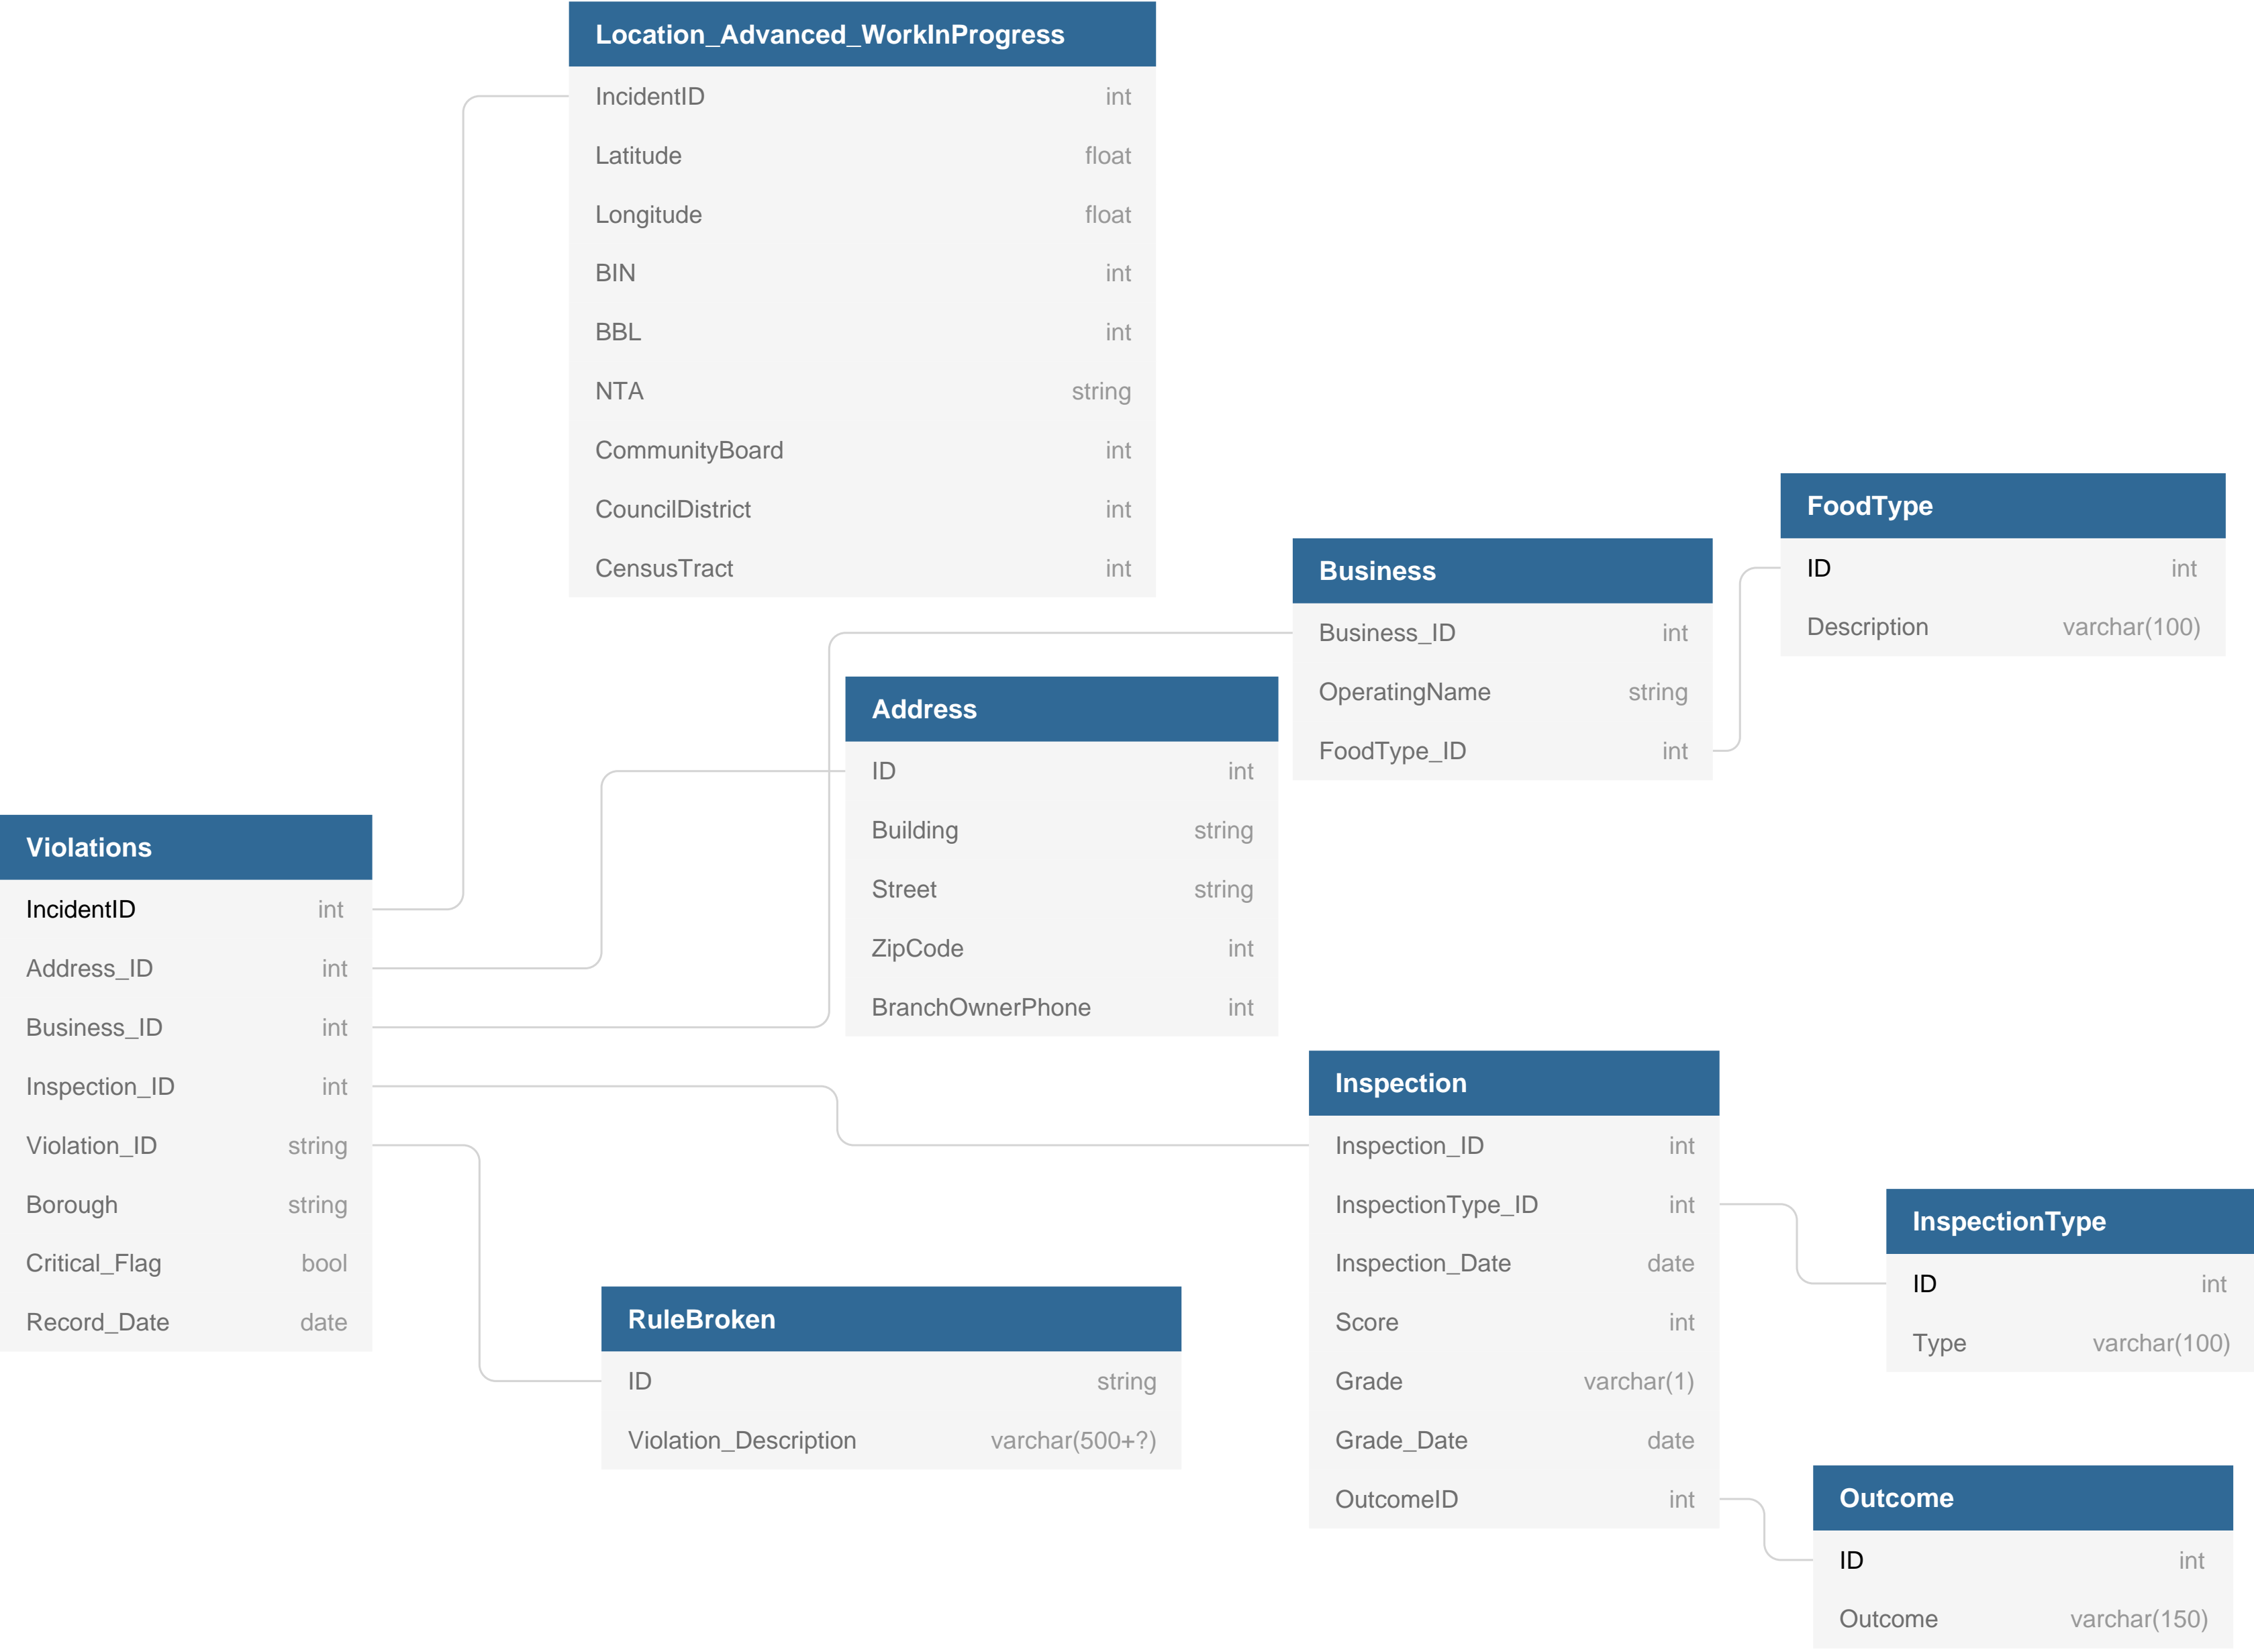 Location_Advanced_WorkInProgress
IncidentID int
Latitude float
Longitude float
BIN int
BBL int
NTA string
CommunityBoard int
CouncilDistrict int
CensusTract int
FoodType
ID int
Description varchar(100)
Business
Business_ID int
OperatingName string
FoodType_ID int
Address
ID int
Building string
Street string
ZipCode int
BranchOwnerPhone int
Violations
IncidentID int
Address_ID int
Business_ID int
Inspection_ID int
Violation_ID string
Borough string
Critical_Flag bool
Record_Date date
Inspection
Inspection_ID int
InspectionType_ID int
Inspection_Date date
Score int
Grade varchar(1)
Grade_Date date
OutcomeID int
InspectionType
ID int
Type varchar(100)
RuleBroken
ID string
Violation_Description varchar(500+?)
Outcome
ID int
Outcome varchar(150)